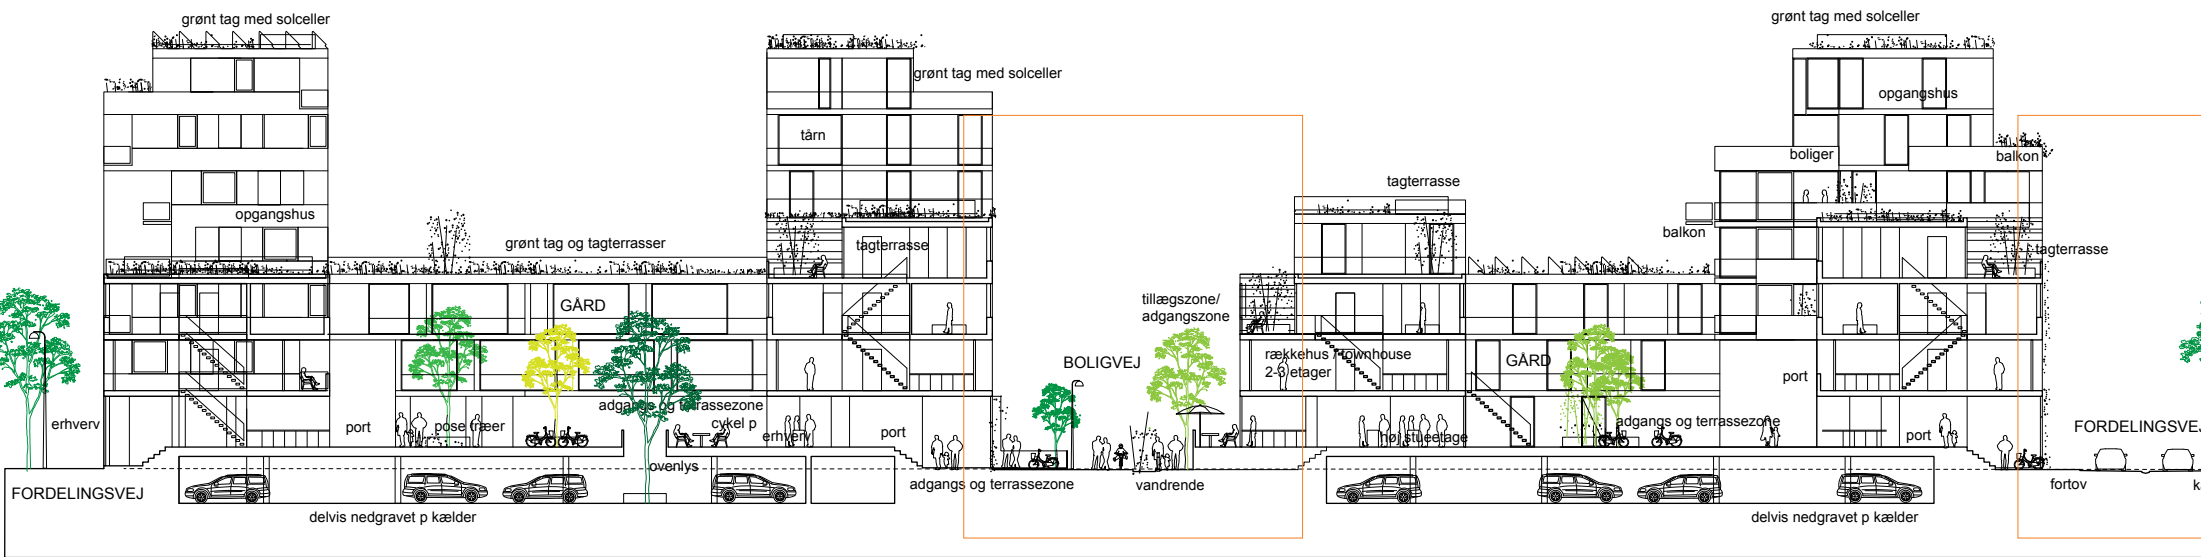 grønt tag med solceller
grønt tag med solceller
grønt tag med solceller
opgangshus
tårn
boliger
balkon
tagterrasse
opgangshus
grønt tag og tagterrasser
tagterrasse
balkon
tagterrasse
GÅRD
tillægszone/
adgangszone
BOLIGVEJ
rækkehus / townhouse
2-3 etager
GÅRD
port
adgangs og terrassezone
cykel p
erhverv
port
pose træer
erhverv
port
høj stueetage
adgangs og terrassezone
port
FORDELINGSVEJ
ovenlys
FORDELINGSVEJ
adgangs og terrassezone
vandrende
fortov
delvis nedgravet p kælder
delvis nedgravet p kælder